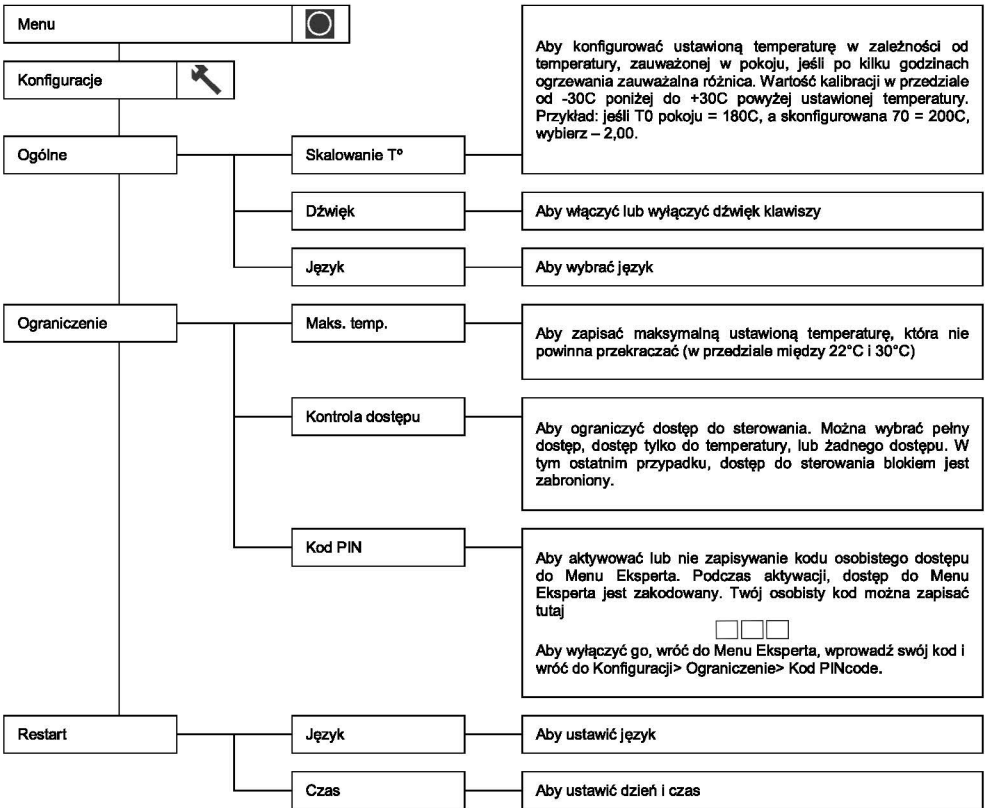 Menu
Konfiguracje
Ogólne
Skalowanie Tº
Aby konfigurować ustawioną temperaturę w zależności od
temperatury, zauważonej w pokoju, jeśli po kilku godzinach
ogrzewania zauważalna różnica. Wartość kalibracji w przedziale
od -30C poniżej do +30C powyżej ustawionej temperatury.
Przykład: jeśli T0 pokoju = 180C, a skonfigurowana 70 = 200C,
wybierz – 2,00.
Dźwięk
Aby włączyć lub wyłączyć dźwięk klawiszy
Język
Aby wybrać język
Ograniczenie
Maks. temp.
Aby zapisać maksymalną ustawioną temperaturę, która nie
powinna przekraczać (w przedziale między 22°C i 30°C)
Kontrola dostępu
Aby ograniczyć dostęp do sterowania. Można wybrać pełny
dostęp, dostęp tylko do temperatury, lub żadnego dostępu. W
tym ostatnim przypadku, dostęp do sterowania blokiem jest
zabroniony.
Kod PIN
Aby aktywować lub nie zapisywanie kodu osobistego dostępu
do Menu Eksperta. Podczas aktywacji, dostęp do Menu
Eksperta jest zakodowany. Twój osobisty kod można zapisać
tutaj
Aby wyłączyć go, wróć do Menu Eksperta, wprowadź swój kod i
wróć do Konfiguracji> Ograniczenie> Kod PINcode.
Restart
Język
Aby ustawić język
Czas
Aby ustawić dzień i czas